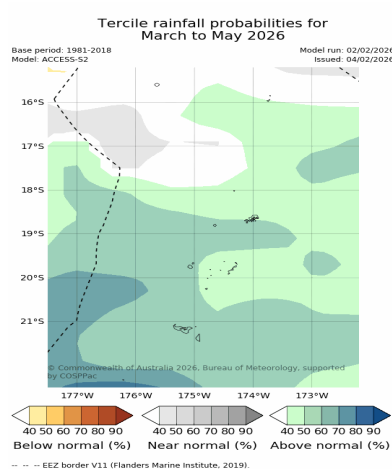 Tercile rainfall probabilities for
March to May 2026
Base period: 1981-2018
Model: ACCESS-S2
Model run: 02/02/2026
Issued: 04/02/2026
16°S
17°S
18°S
19°S
20°S
21°S
© Commonwealth of Australia 2026, Bureau of Meteorology, supported
by COSPPac
177°W 176°W 175°W 174°W 173°W
40 50 60 70 80 90 40 50 60 70 80 90 40 50 60 70 80 90
Below normal (%) Near normal (%) Above normal (%)
-- -- -- EEZ border V11 (Flanders Marine Institute, 2019).